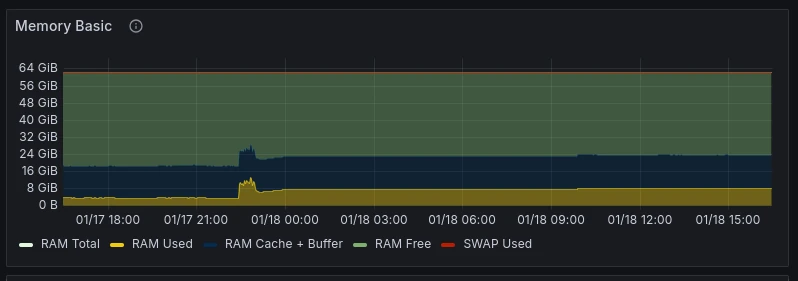 Memory Basic
64 GiB
56 GiB
48 GiB
40 GiB
32 GiB
24 GiB
16 GiB
8 GiB
0 B
01/17 18:00 01/17 21:00 01/18 00:00 01/18 03:00 01/18 06:00 01/18 09:00 01/18 12:00 01/18 15:00
RAM Total RAM Used RAM Cache + Buffer RAM Free SWAP Used